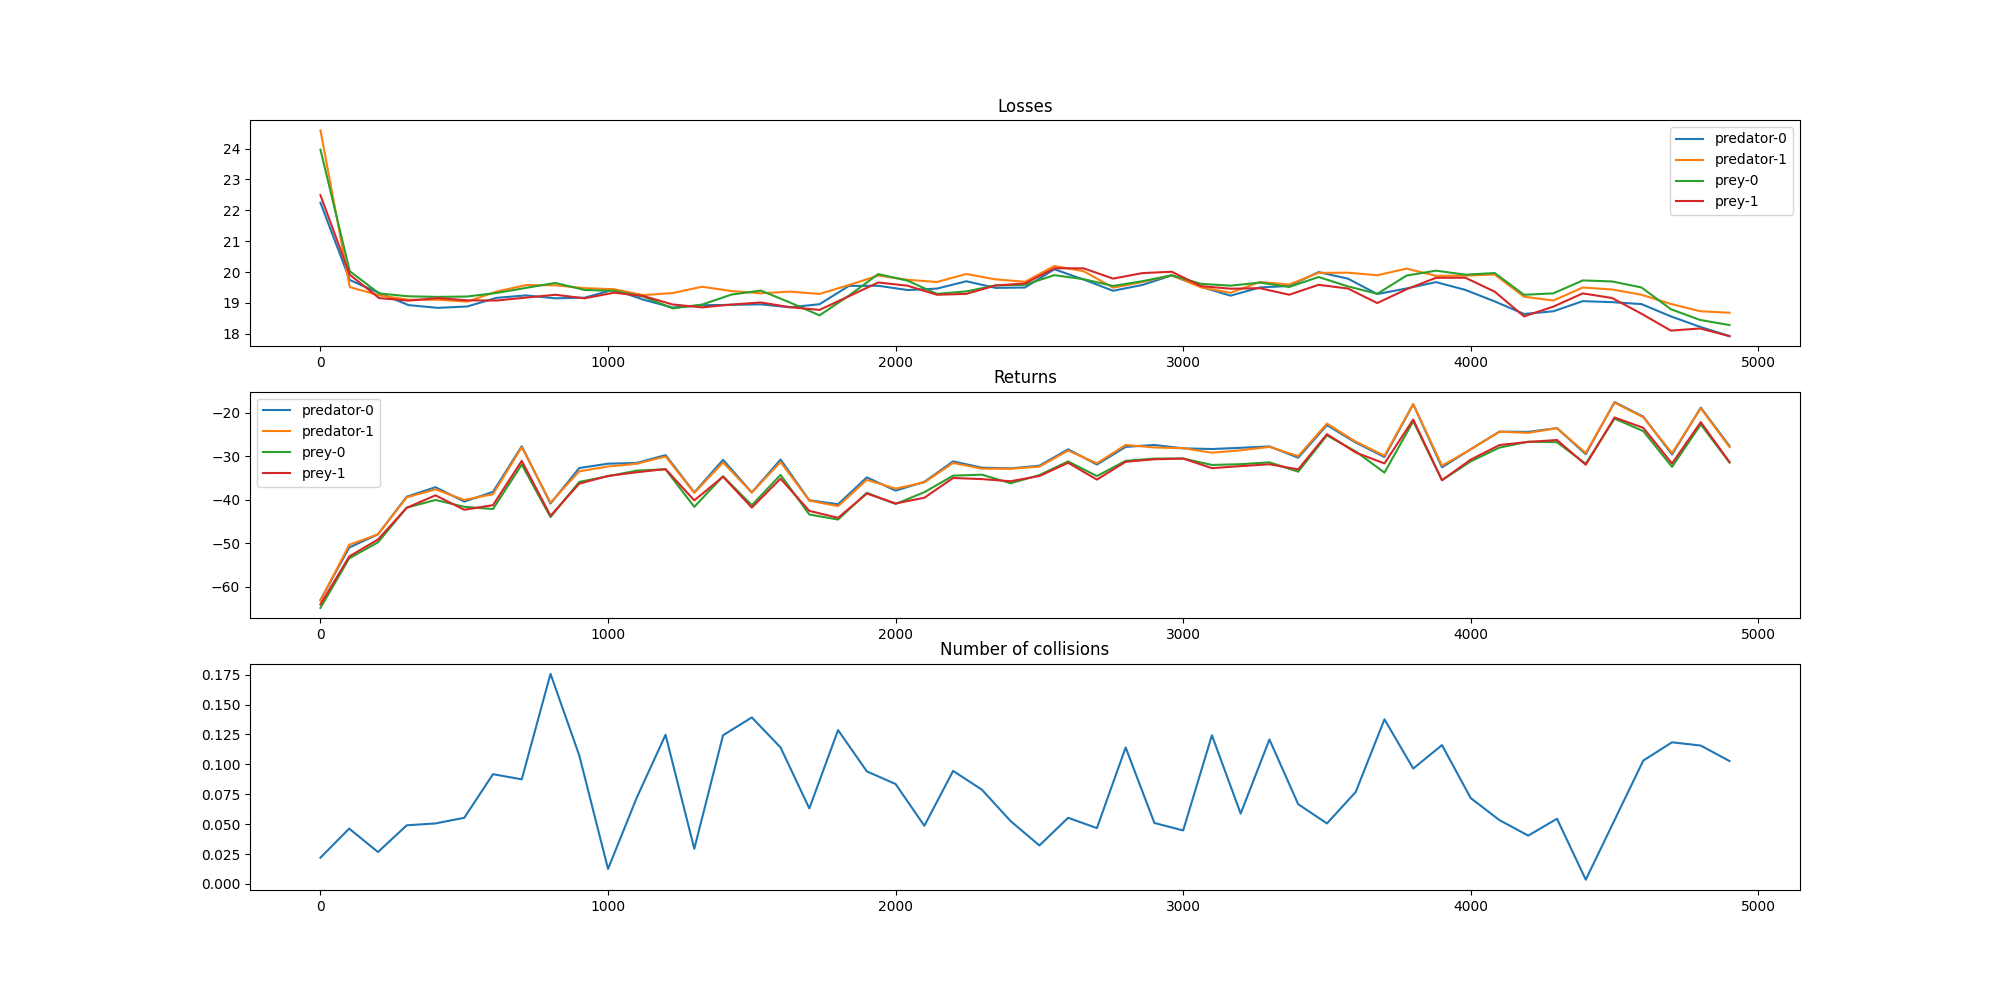 Losses
24
23
22
21
20
19
18
predator-0
predator-1
prey-0
prey-1
0 1000 2000 3000 4000 5000
Returns
−20
−30
−40
−50
−60
predator-0
predator-1
prey-0
prey-1
0 1000 2000 3000 4000 5000
Number of collisions
0.175
0.150
0.125
0.100
0.075
0.050
0.025
0.000
0 1000 2000 3000 4000 5000